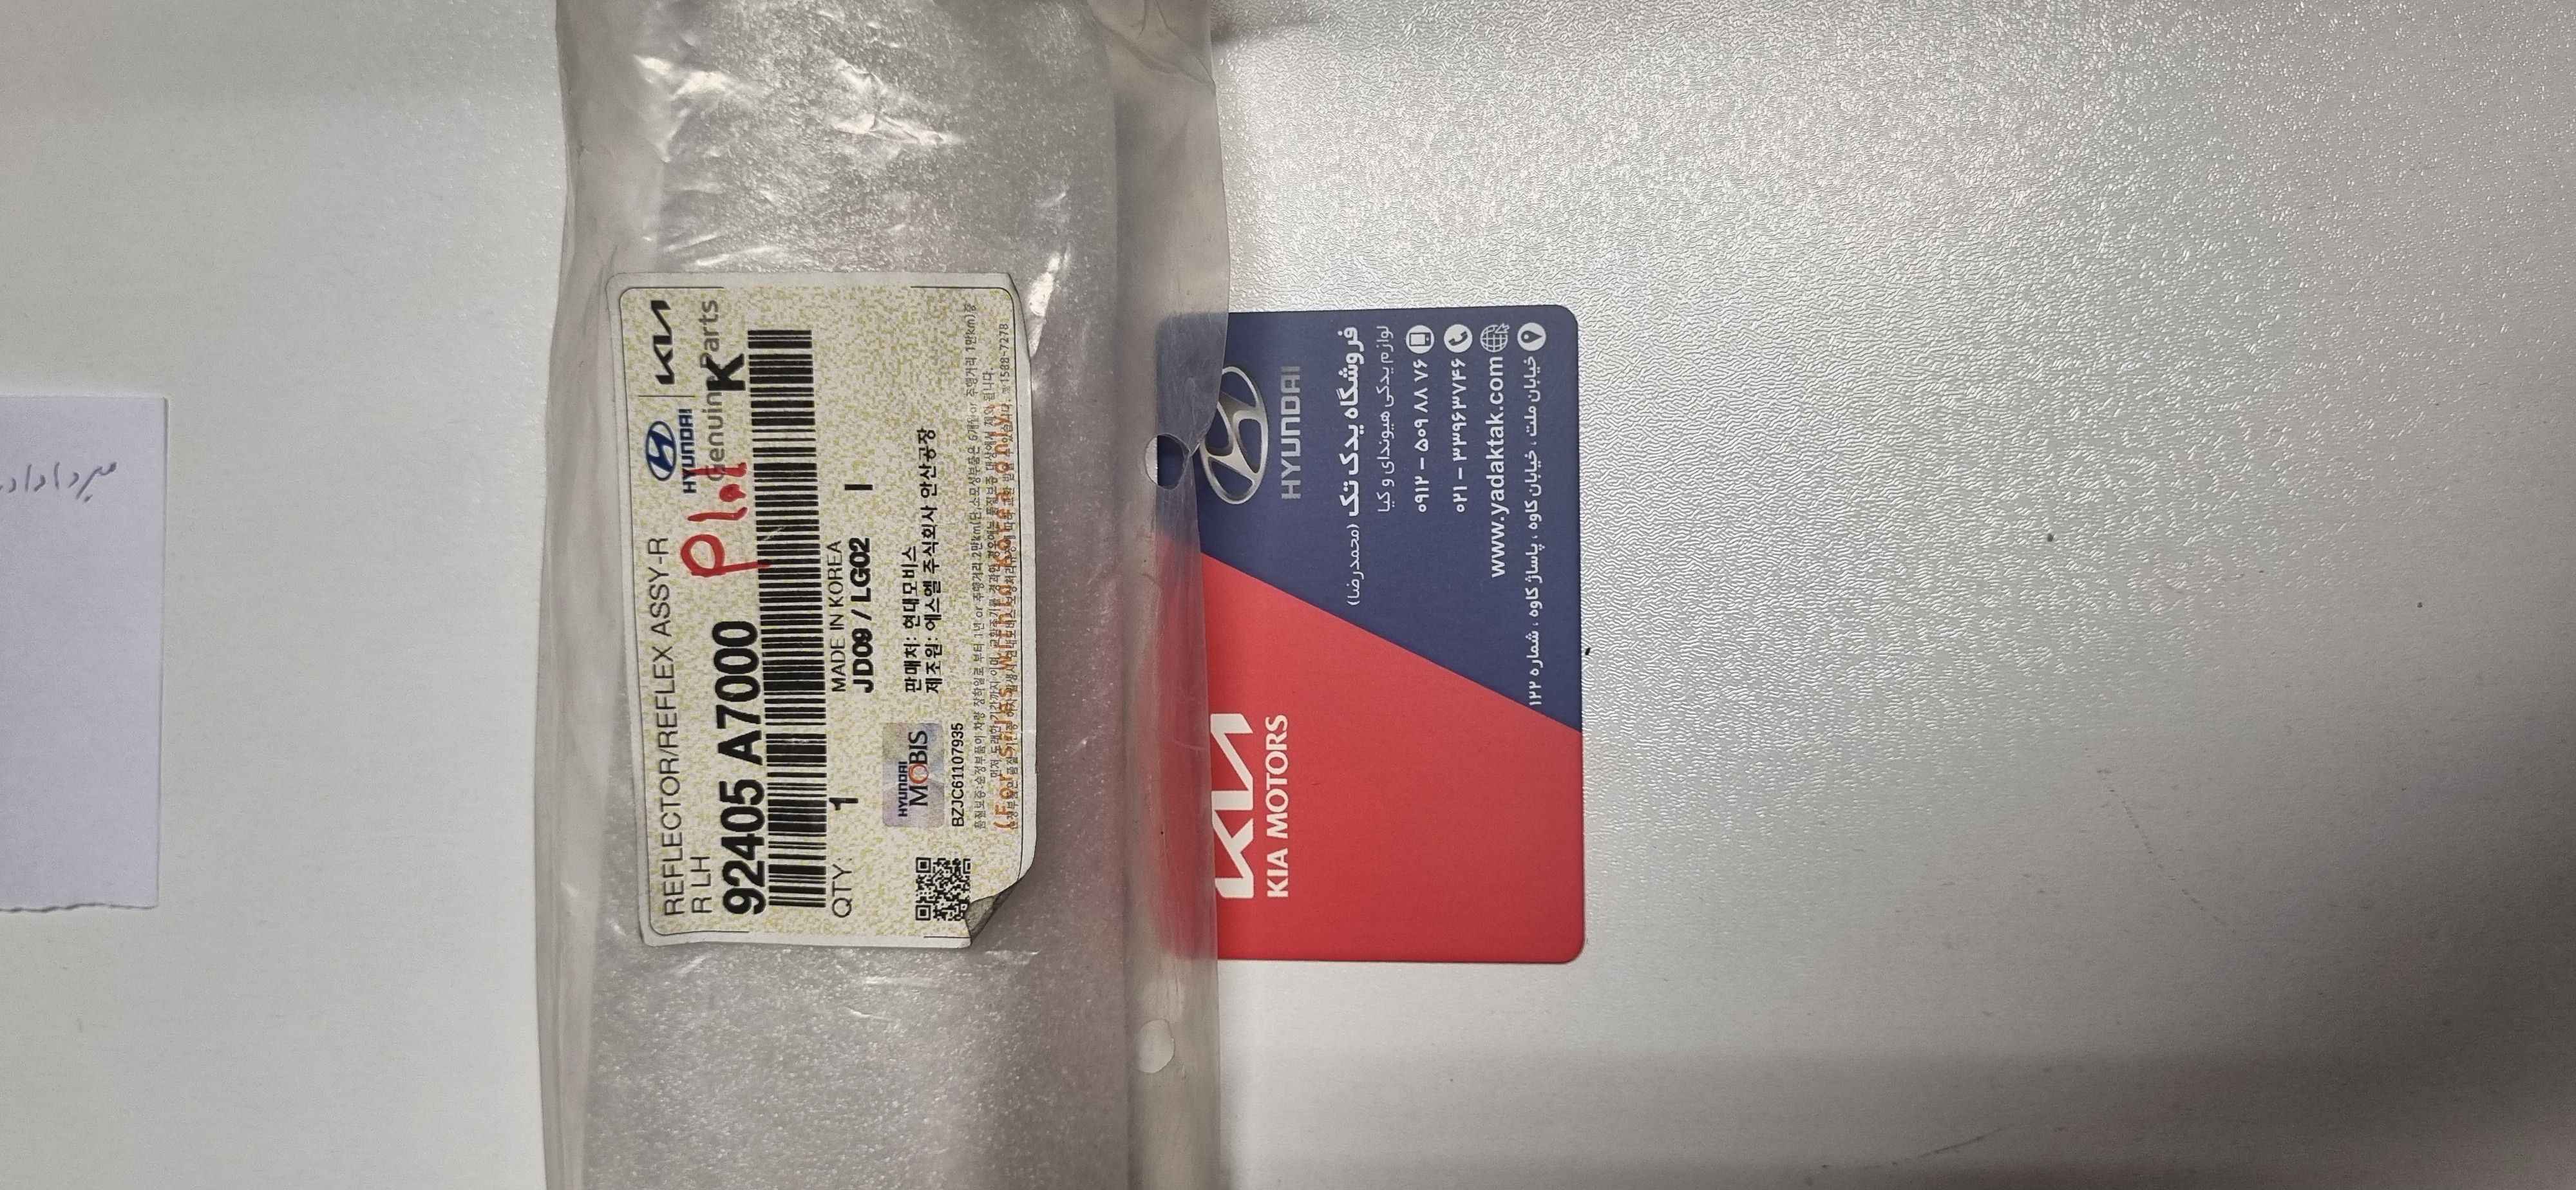 HYUNDAI
KIA
Genuine Parts
REFLECTOR/REFLEX ASSY-R
R LH
92405 A7000
K
QTY. 1
MADE IN KOREA
JD09 / LG02
I
HYUNDAI
MOBIS
판매처: 현대모비스
제조원: 에스엘 주식회사 안산공장
BZJC61107935
1588-7278
KIA
KIA MOTORS
HYUNDAI
فروشگاه یدک تک (محمدرضا)
لوازم یدکی هیوندای و کیا
۰۹۱۲ – ۵۰۹ ۸۸ ۷۶
۰۲۱ – ۳۳۹۶۳۷۴۶
www.yadaktak.com
خیابان ملت ، خیابان کاوه ، پاساژ کاوه ، شماره ۱۲۲